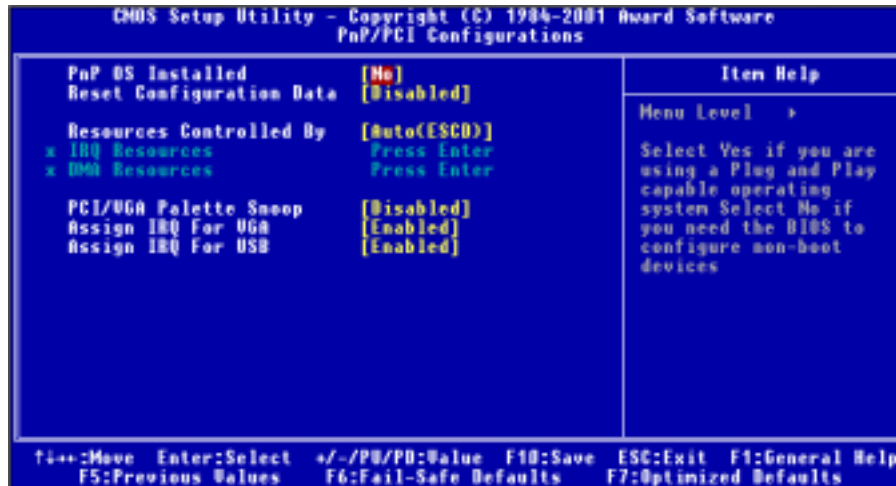 CMOS Setup Utility - Copyright (C) 1984-2001 Award Software
PnP/PCI Configurations
PnP OS Installed [No]
Reset Configuration Data [Disabled]
Resources Controlled By [Auto(ESCD)]
x IRQ Resources Press Enter
x DMA Resources Press Enter
PCI/VGA Palette Snoop [Disabled]
Assign IRQ For VGA [Enabled]
Assign IRQ For USB [Enabled]
Item Help
Menu Level ▸
Select Yes if you are
using a Plug and Play
capable operating
system Select No if
you need the BIOS to
configure non-boot
devices
↑↓→←:Move Enter:Select +/-/PU/PD:Value F10:Save ESC:Exit F1:General Help
F5:Previous Values F6:Fail-Safe Defaults F7:Optimized Defaults